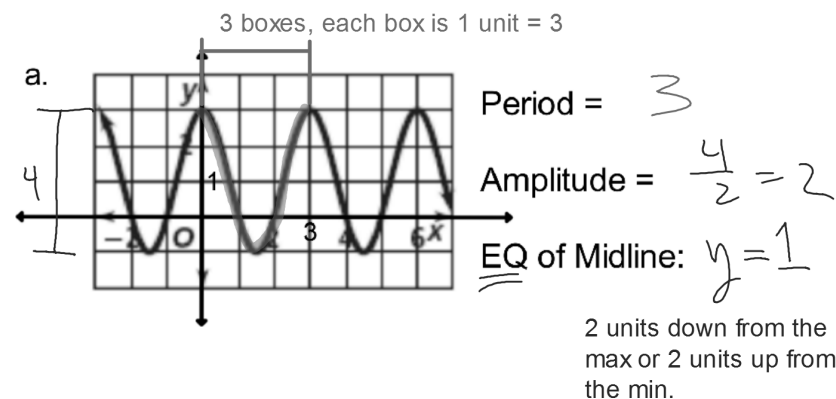 3 boxes, each box is 1 unit = 3
a.
y
Period = 3
2
4
1
Amplitude = 4/2 = 2
-2
O
2
3
4
6
x
EQ of Midline: y = 1
2 units down from the
max or 2 units up from
the min.